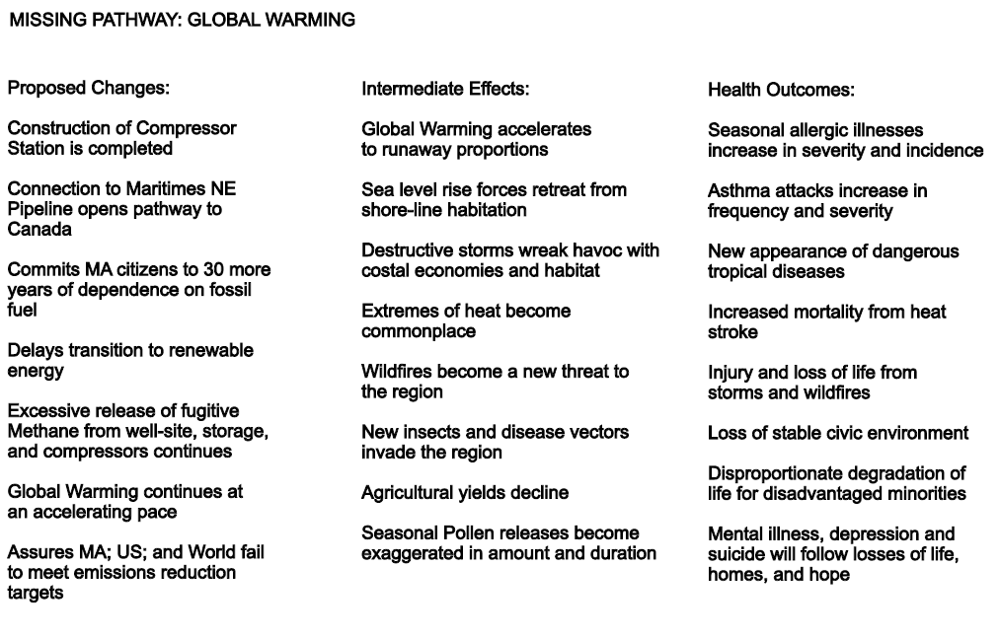 MISSING PATHWAY: GLOBAL WARMING
Proposed Changes:
Construction of Compressor
Station is completed
Connection to Maritimes NE
Pipeline opens pathway to
Canada
Commits MA citizens to 30 more
years of dependence on fossil
fuel
Delays transition to renewable
energy
Excessive release of fugitive
Methane from well-site, storage,
and compressors continues
Global Warming continues at
an accelerating pace
Assures MA; US; and World fail
to meet emissions reduction
targets
Intermediate Effects:
Global Warming accelerates
to runaway proportions
Sea level rise forces retreat from
shore-line habitation
Destructive storms wreak havoc with
costal economies and habitat
Extremes of heat become
commonplace
Wildfires become a new threat to
the region
New insects and disease vectors
invade the region
Agricultural yields decline
Seasonal Pollen releases become
exaggerated in amount and duration
Health Outcomes:
Seasonal allergic illnesses
increase in severity and incidence
Asthma attacks increase in
frequency and severity
New appearance of dangerous
tropical diseases
Increased mortality from heat
stroke
Injury and loss of life from
storms and wildfires
Loss of stable civic environment
Disproportionate degradation of
life for disadvantaged minorities
Mental illness, depression and
suicide will follow losses of life,
homes, and hope